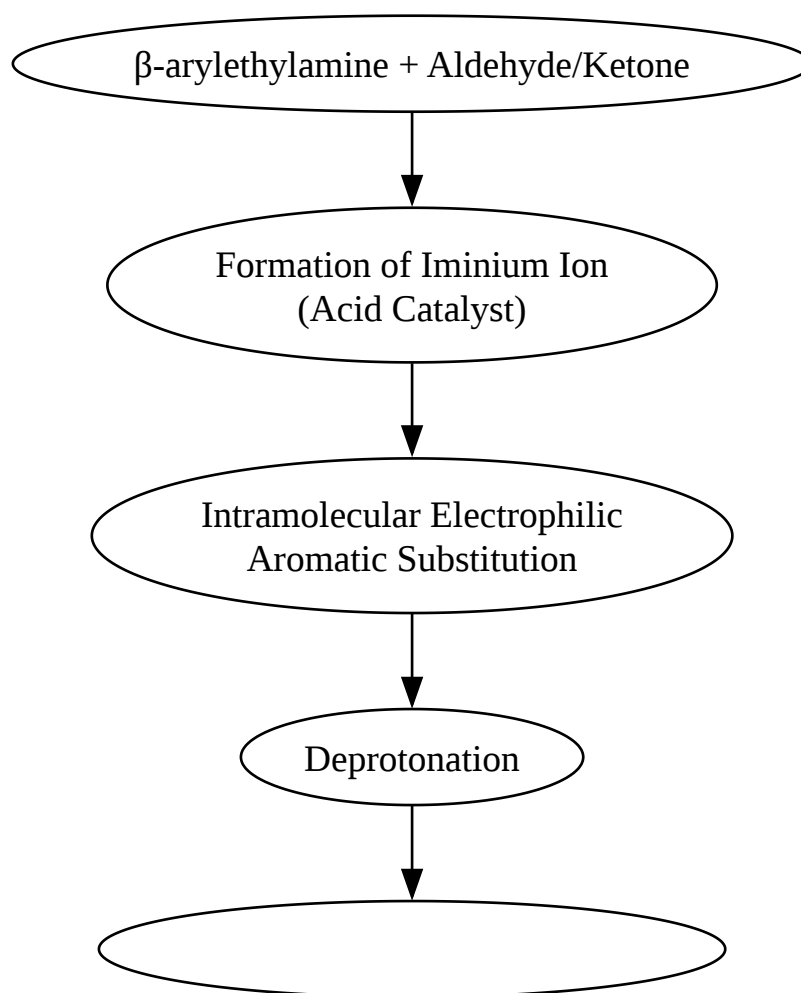 β-arylethylamine + Aldehyde/Ketone
Formation of Iminium Ion
(Acid Catalyst)
Intramolecular Electrophilic
Aromatic Substitution
Deprotonation